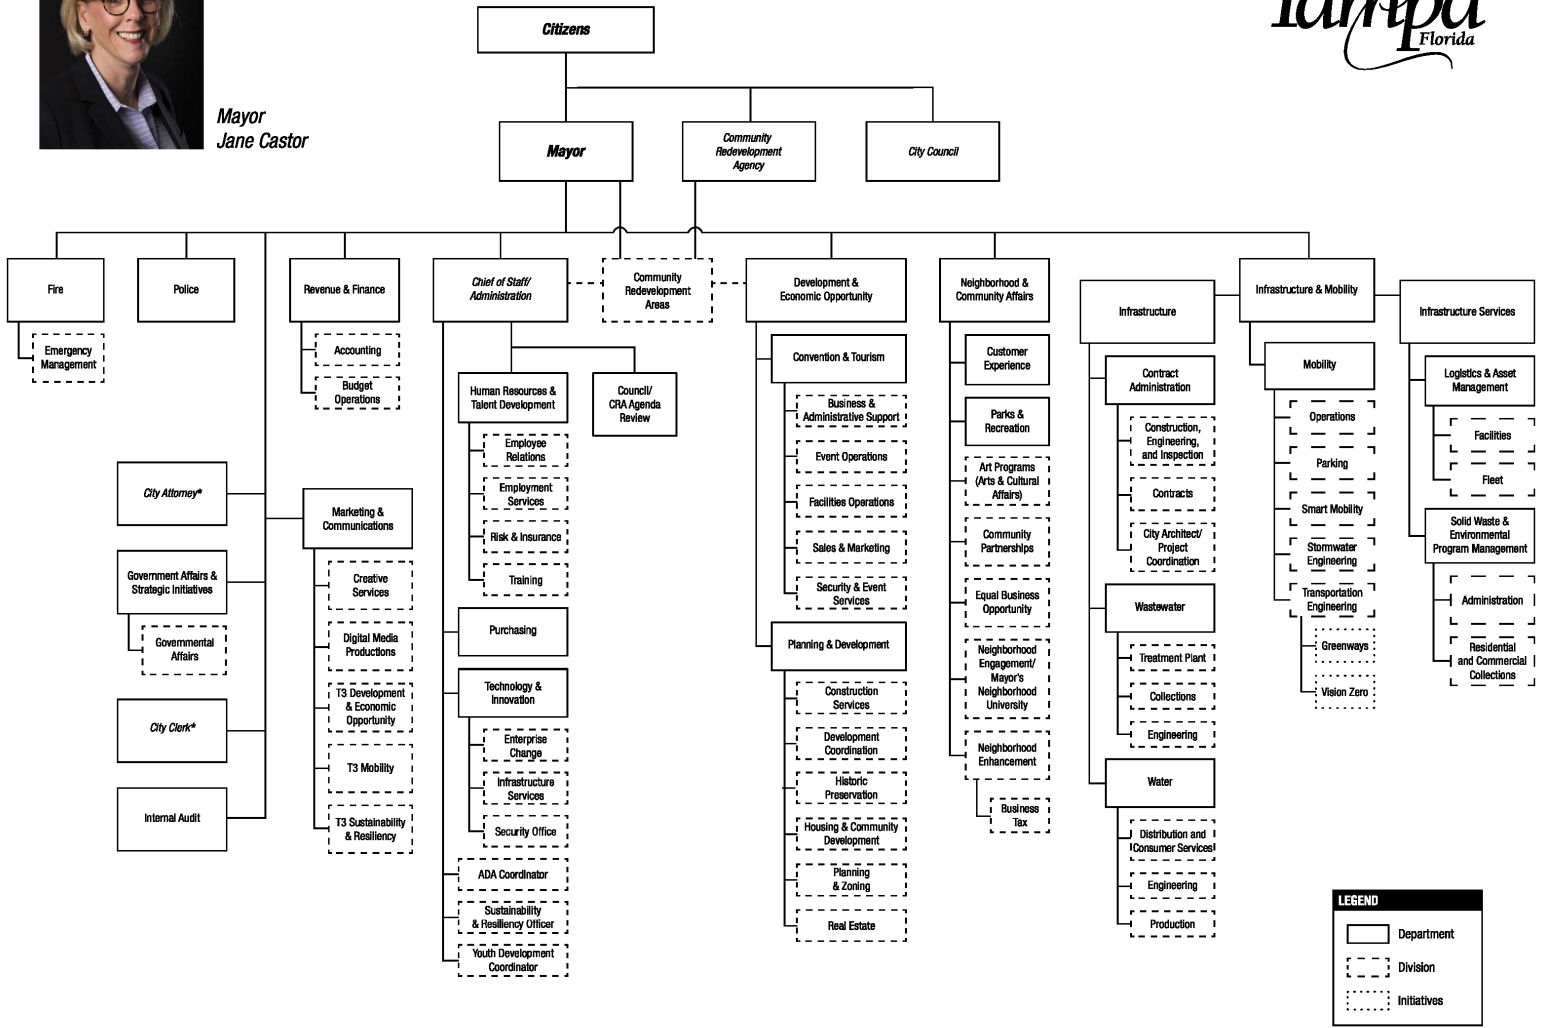 Tampa
Florida
Mayor
Jane Castor
Citizens
Mayor
Community
Redevelopment
Agency
City Council
Fire
Emergency
Management
Police
Revenue & Finance
Accounting
Budget
Operations
City Attorney*
Government Affairs &
Strategic Initiatives
Governmental
Affairs
City Clerk*
Internal Audit
Marketing &
Communications
Creative
Services
Digital Media
Productions
T3 Development
& Economic
Opportunity
T3 Mobility
T3 Sustainability
& Resiliency
Chief of Staff/
Administration
Human Resources &
Talent Development
Employee
Relations
Employment
Services
Risk & Insurance
Training
Council/
CRA Agenda
Review
Purchasing
Technology &
Innovation
Enterprise
Change
Infrastructure
Services
Security Office
ADA Coordinator
Sustainability
& Resiliency Officer
Youth Development
Coordinator
Community
Redevelopment
Areas
Development &
Economic Opportunity
Convention & Tourism
Business &
Administrative Support
Event Operations
Facilities Operations
Sales & Marketing
Security & Event
Services
Planning & Development
Construction
Services
Development
Coordination
Historic
Preservation
Housing & Community
Development
Planning
& Zoning
Real Estate
Neighborhood &
Community Affairs
Customer
Experience
Parks &
Recreation
Art Programs
(Arts & Cultural
Affairs)
Community
Partnerships
Equal Business
Opportunity
Neighborhood
Engagement/
Mayor's
Neighborhood
University
Neighborhood
Enhancement
Business
Tax
Infrastructure & Mobility
Infrastructure
Contract
Administration
Construction,
Engineering,
and Inspection
Contracts
City Architect/
Project
Coordination
Wastewater
Treatment Plant
Collections
Engineering
Water
Distribution and
Consumer Services
Engineering
Production
Mobility
Operations
Parking
Smart Mobility
Stormwater
Engineering
Transportation
Engineering
Greenways
Vision Zero
Infrastructure Services
Logistics & Asset
Management
Facilities
Fleet
Solid Waste &
Environmental
Program Management
Administration
Residential
and Commercial
Collections
LEGEND
Department
Division
Initiatives